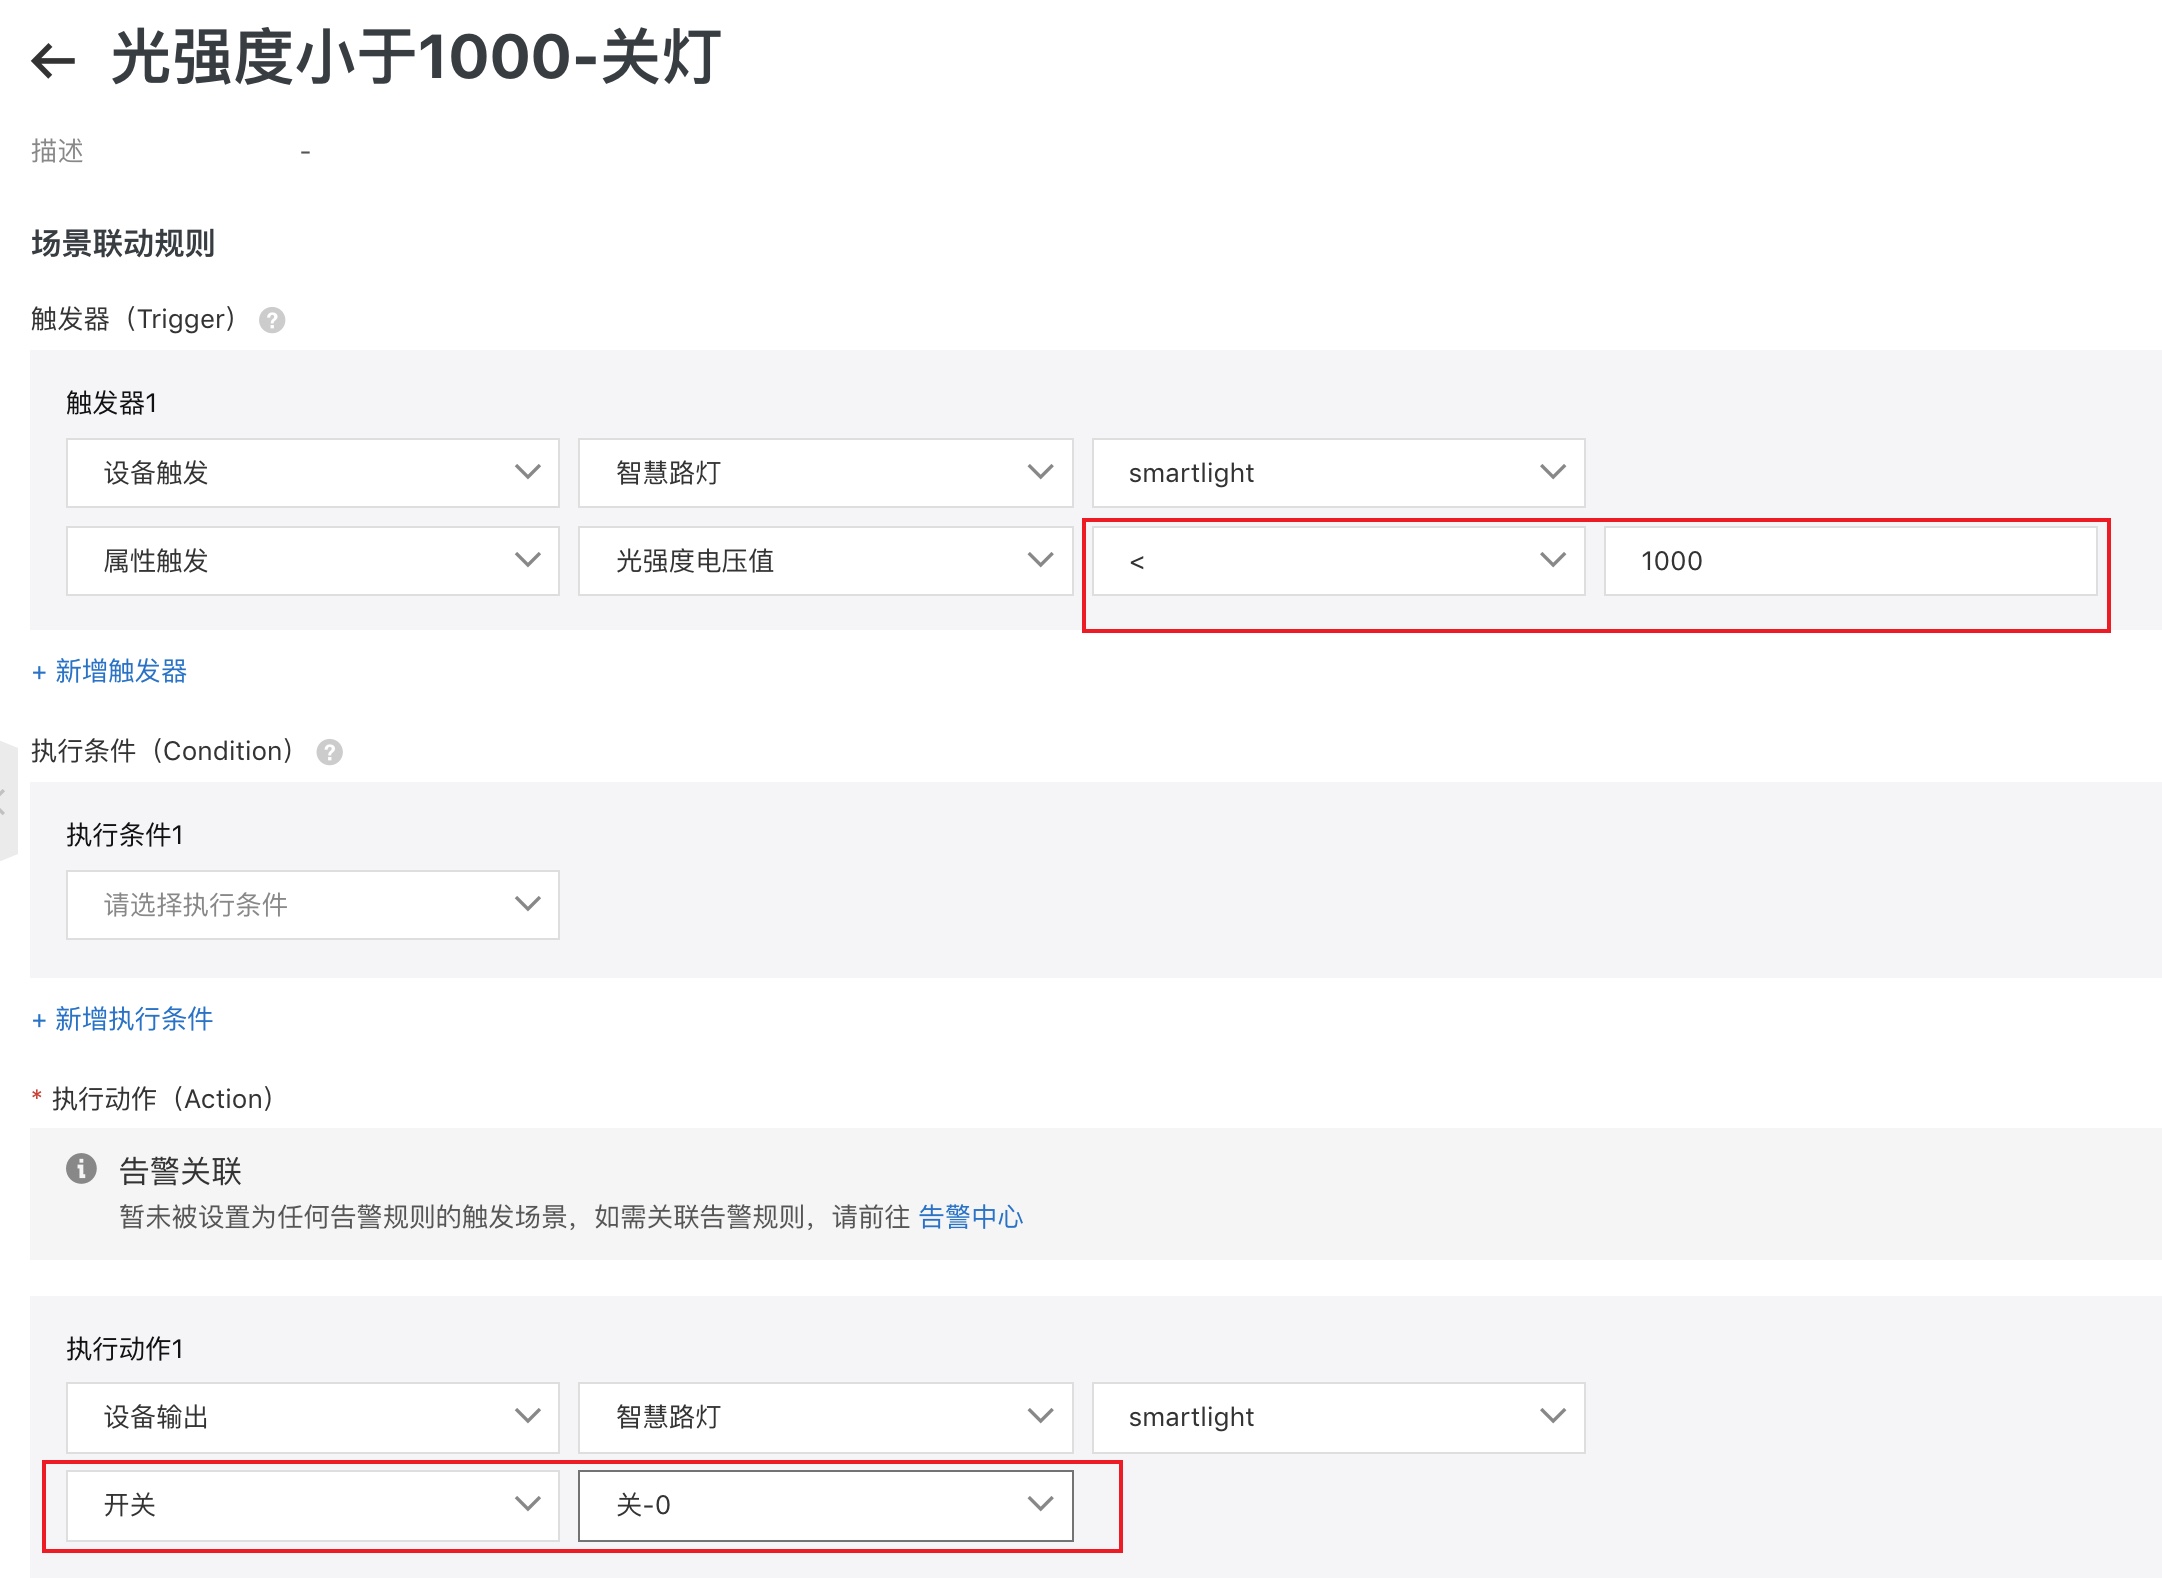 光强度小于1000-关灯
描述 -
场景联动规则
触发器（Trigger）
触发器1
设备触发 智慧路灯 smartlight
属性触发 光强度电压值 < 1000
+ 新增触发器
执行条件（Condition）
执行条件1
请选择执行条件
+ 新增执行条件
* 执行动作（Action）
告警关联
暂未被设置为任何告警规则的触发场景，如需关联告警规则，请前往 告警中心
执行动作1
设备输出 智慧路灯 smartlight
开关 关-0